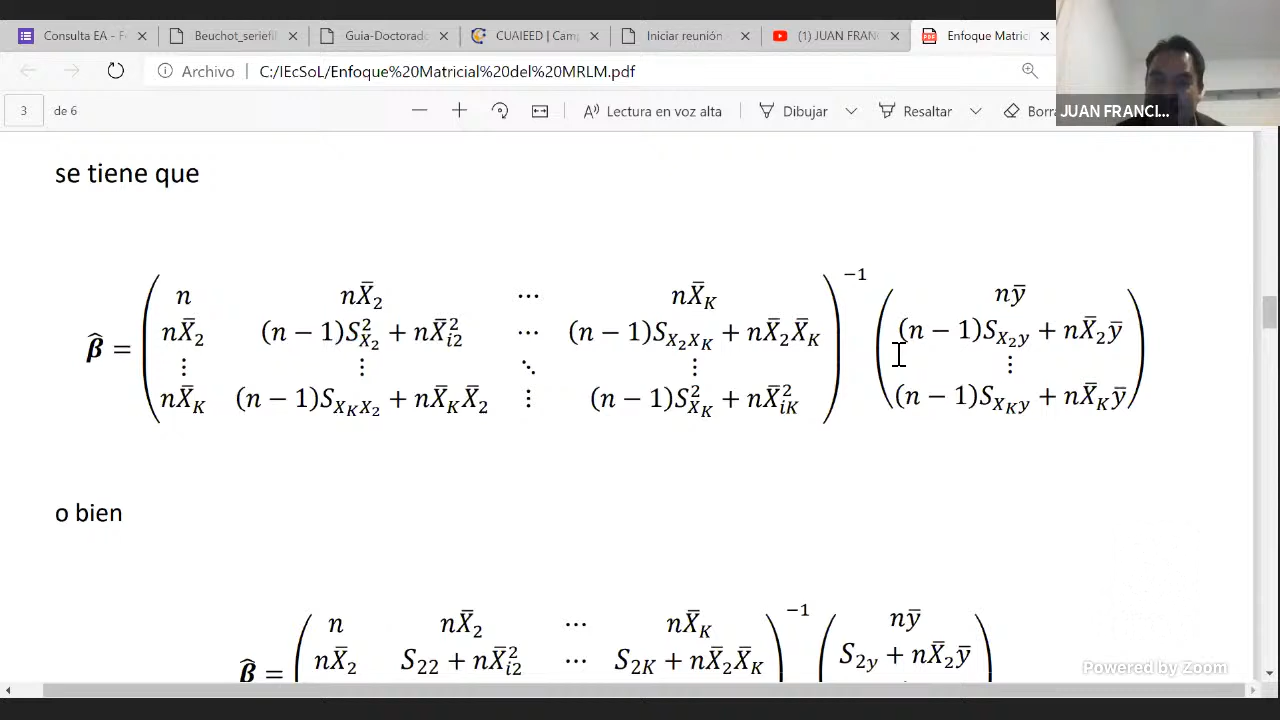 Consulta EA - F
Beuchot_seriefil
Guia-Doctorado
CUAIEED | Cam
Iniciar reunión
(1) JUAN FRANC
Enfoque Matric
Archivo | C:/IEcSoL/Enfoque%20Matricial%20del%20MRLM.pdf
3 de 6
Lectura en voz alta
Dibujar
Resaltar
Borra
JUAN FRANCI...
se tiene que
n nX̄₂ ⋯ nX̄_K −1 nȳ
nX̄₂ (n − 1)S²_{X₂} + nX̄²_{i2} ⋯ (n − 1)S_{X₂X_K} + nX̄₂X̄_K (n − 1)S_{X₂y} + nX̄₂ȳ
β̂ = ⋮ ⋮ ⋱ ⋮ ⋮
nX̄_K (n − 1)S_{X_KX₂} + nX̄_KX̄₂ ⋮ (n − 1)S²_{X_K} + nX̄²_{iK} (n − 1)S_{X_Ky} + nX̄_Kȳ
o bien
n nX̄₂ ⋯ nX̄_K −1 nȳ
β̂ = nX̄₂ S₂₂ + nX̄²_{i2} ⋯ S_{2K} + nX̄₂X̄_K S_{2y} + nX̄₂ȳ
Powered by Zoom